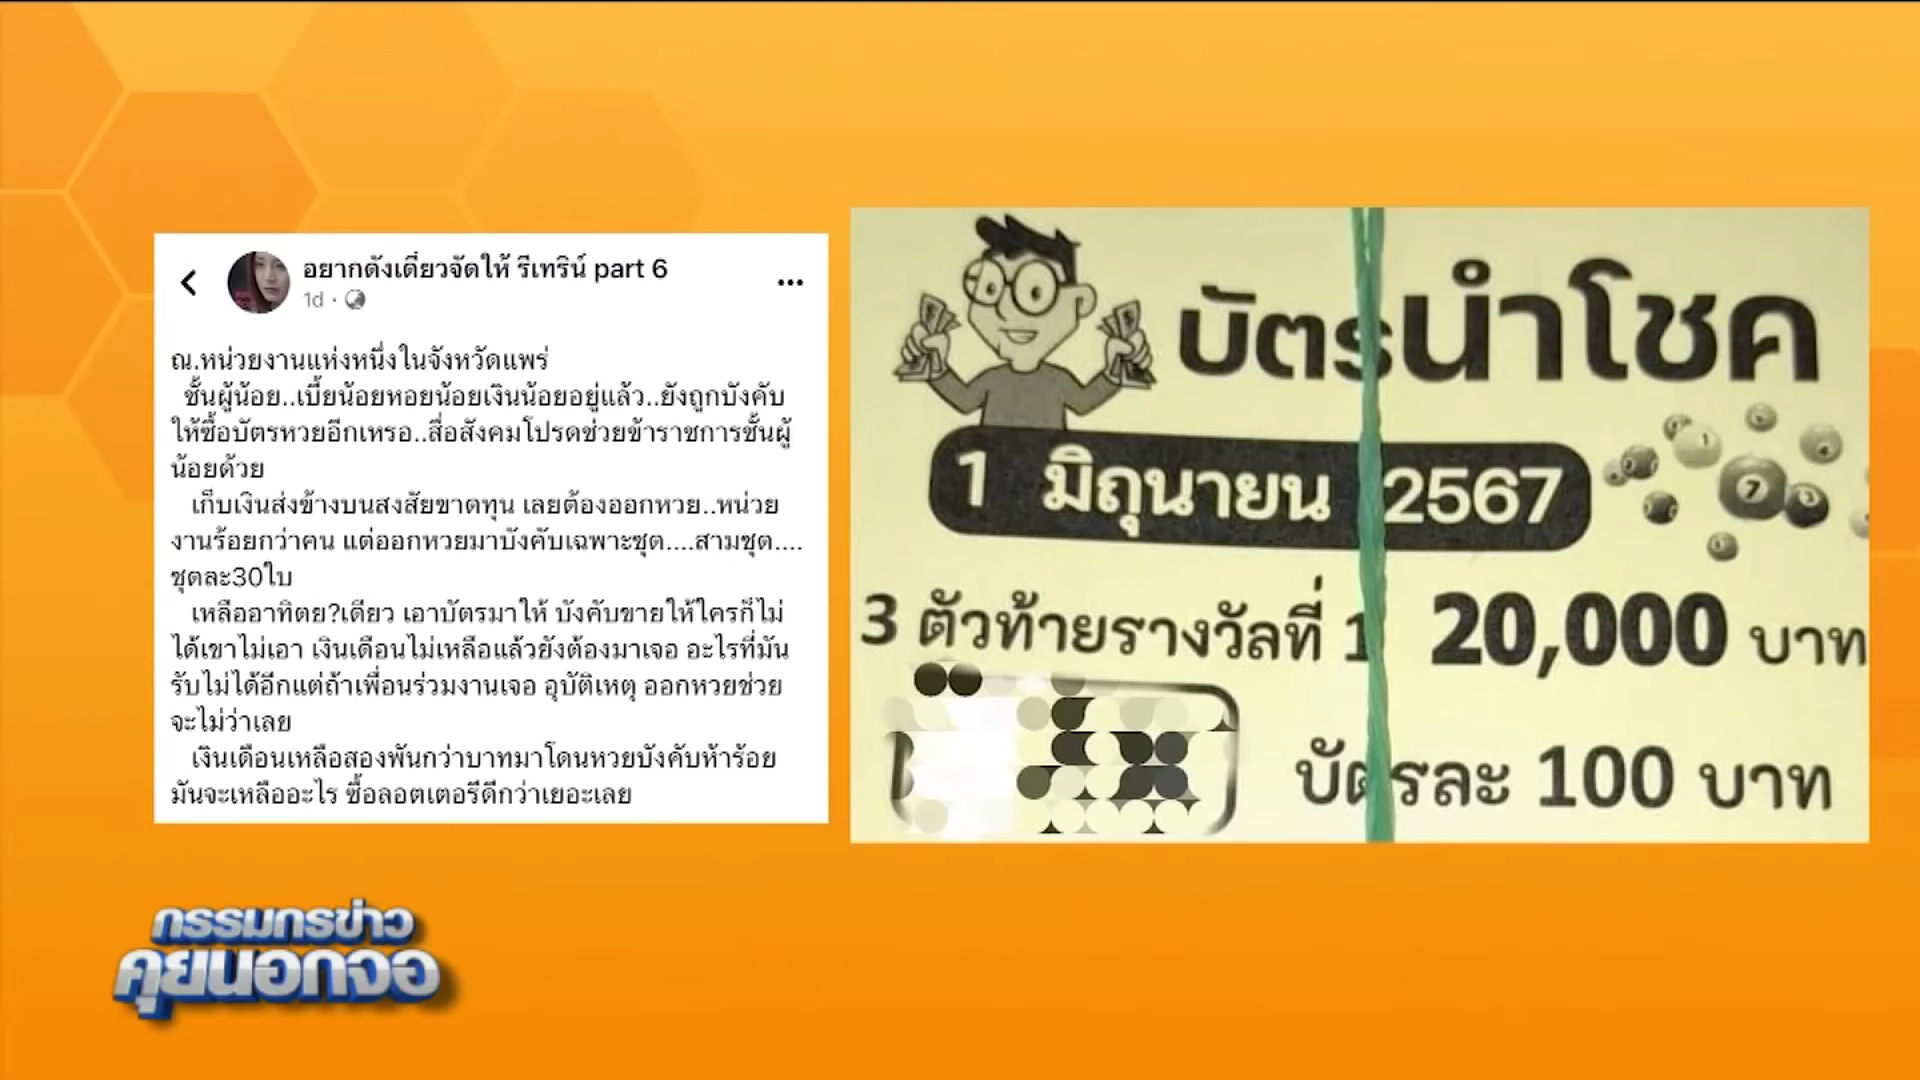 อยากดังเดี่ยวจัดให้ รีเทริน์ part 6
1d
ณ.หน่วยงานแห่งหนึ่งในจังหวัดแพร่
ชั้นผู้น้อย..เบี้ยน้อยหอยน้อยเงินน้อยอยู่แล้ว..ยังถูกบังคับ
ให้ซื้อบัตรหวยอีกเหรอ..สื่อสังคมโปรดช่วยข้าราชการชั้นผู้
น้อยด้วย
เก็บเงินส่งข้างบนสงสัยขาดทุน เลยต้องออกหวย..หน่วย
งานร้อยกว่าคน แต่ออกหวยมาบังคับเฉพาะชุด....สามชุด....
ชุดละ30ใบ
เหลืออาทิตย?เดียว เอาบัตรมาให้ บังคับขายให้ใครก็ไม่
ได้เขาไม่เอา เงินเดือนไม่เหลือแล้วยังต้องมาเจอ อะไรที่มัน
รับไม่ได้อีกแต่ถ้าเพื่อนร่วมงานเจอ อุบัติเหตุ ออกหวยช่วย
จะไม่ว่าเลย
เงินเดือนเหลือสองพันกว่าบาทมาโดนหวยบังคับห้าร้อย
มันจะเหลืออะไร ซื้อลอตเตอรีดีกว่าเยอะเลย
บัตรนำโชค
1 มิถุนายน 2567
3 ตัวท้ายรางวัลที่ 1 20,000 บาท
บัตรละ 100 บาท
กรรมกรข่าว
คุยนอกจอ